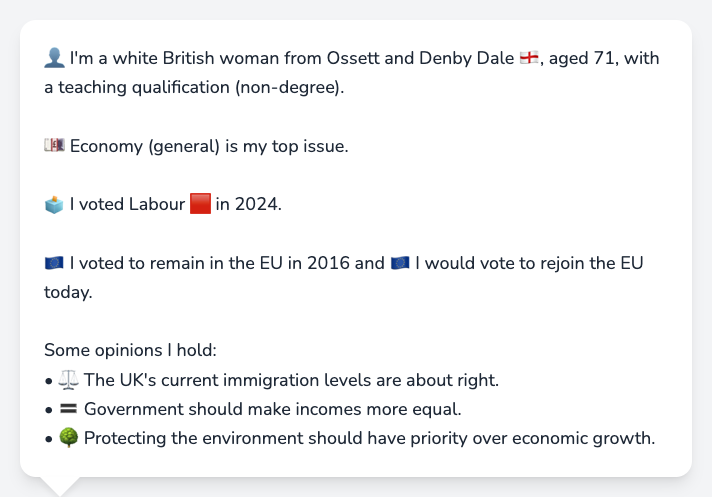 👤 I'm a white British woman from Ossett and Denby Dale 🏴󠁧󠁢󠁥󠁮󠁧󠁿, aged 71, with
a teaching qualification (non-degree).
💷 Economy (general) is my top issue.
🗳️ I voted Labour 🟥 in 2024.
🇪🇺 I voted to remain in the EU in 2016 and 🇪🇺 I would vote to rejoin the EU
today.
Some opinions I hold:
• ⚖️ The UK's current immigration levels are about right.
• 🟰 Government should make incomes more equal.
• 🌳 Protecting the environment should have priority over economic growth.